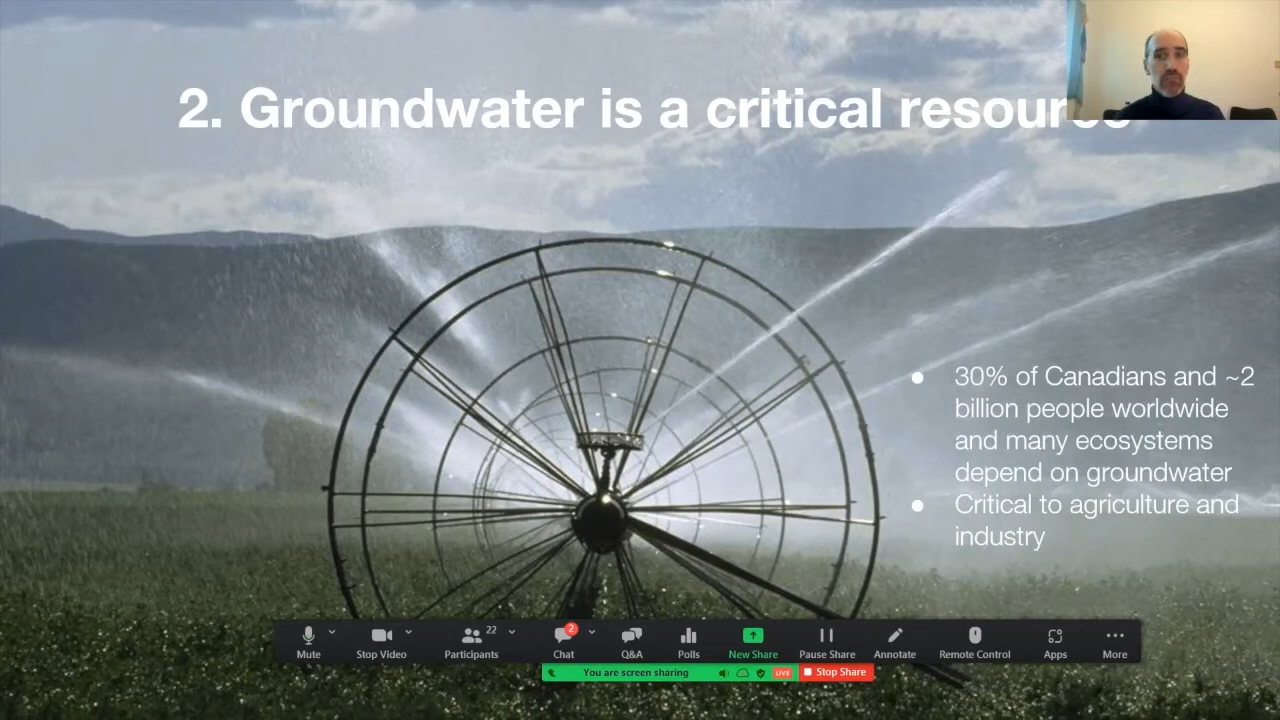 2. Groundwater is a critical resource
● 30% of Canadians and ~2
billion people worldwide
and many ecosystems
depend on groundwater
● Critical to agriculture and
industry
Mute
Stop Video
22
Participants
2
Chat
Q&A
Polls
New Share
Pause Share
Annotate
Remote Control
Apps
More
You are screen sharing
LIVE
Stop Share